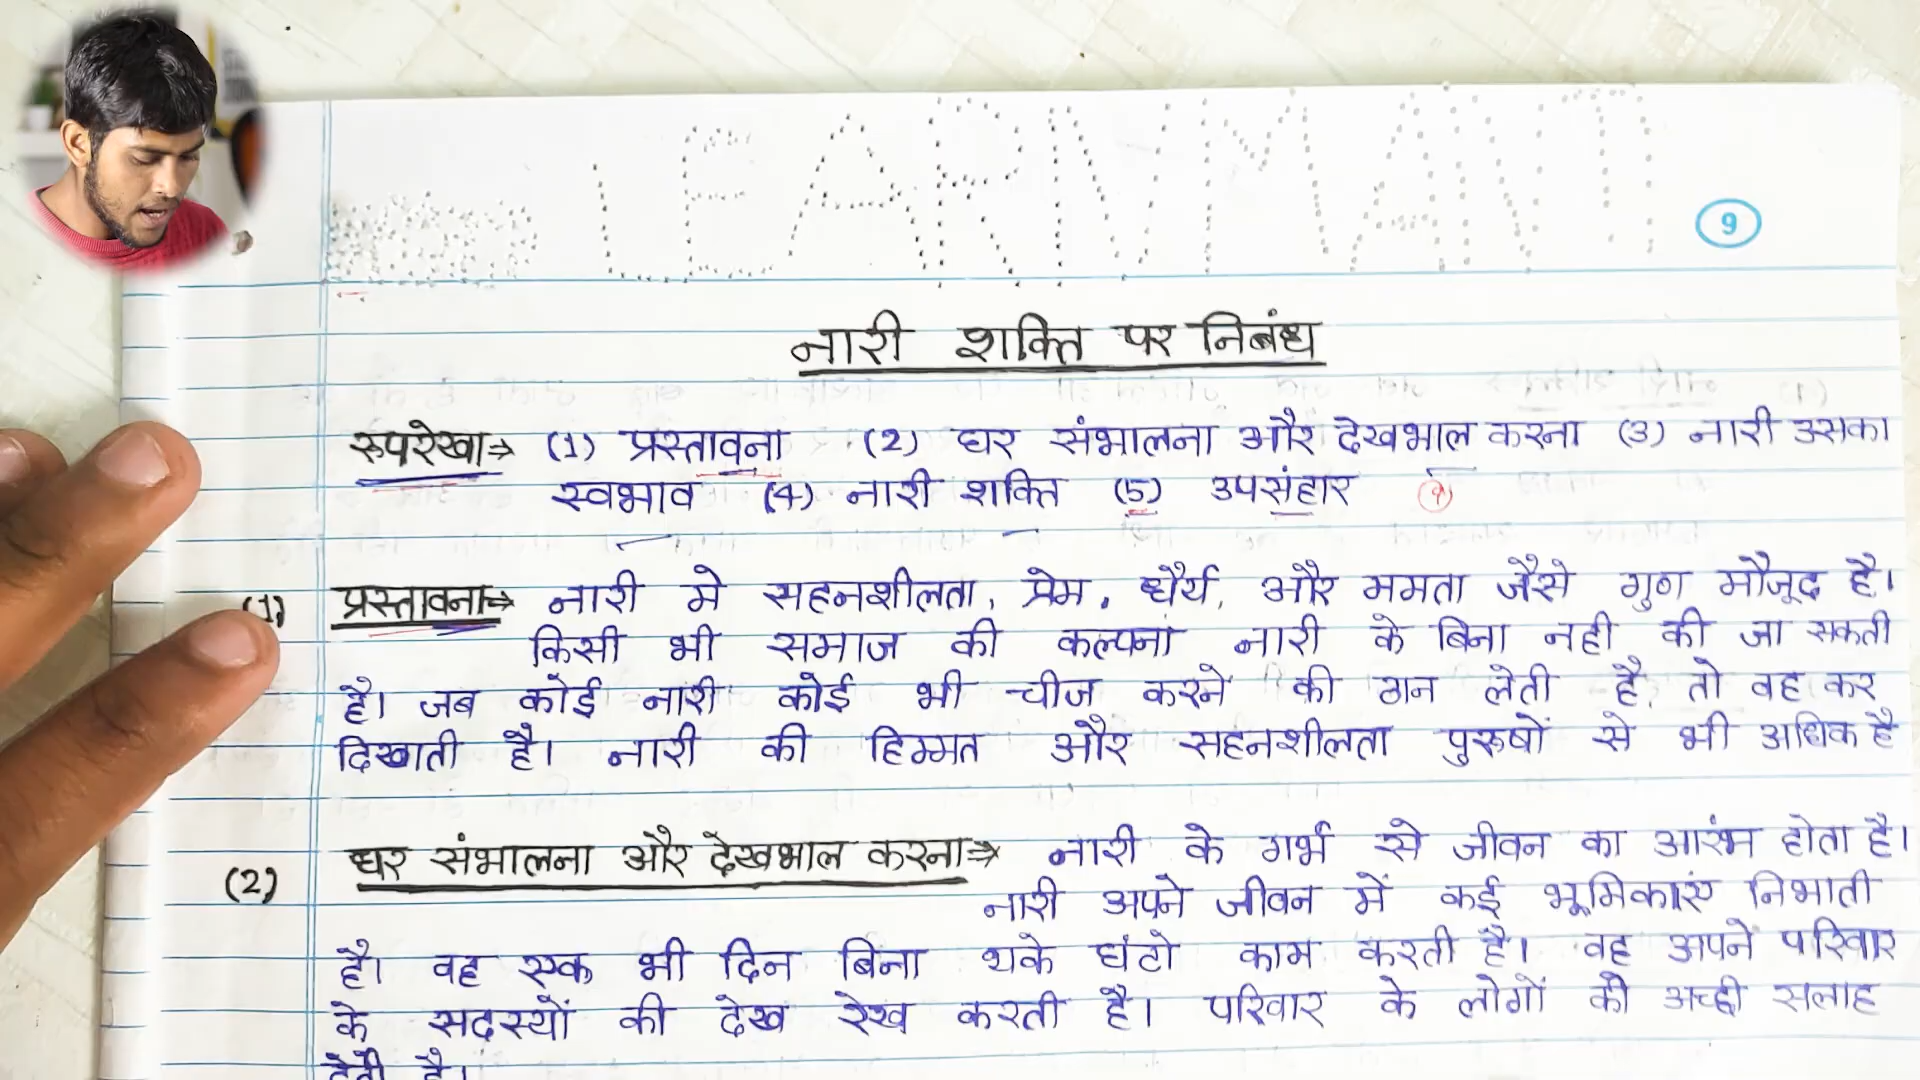 LEARNMANTI
9
नारी शक्ति पर निबंध
रुपरेखा⇒ (1) प्रस्तावना (2) घर संभालना और देखभाल करना (3) नारी उसका
स्वभाव (4) नारी शक्ति (5) उपसंहार
(1) प्रस्तावना⇒ नारी मे सहनशीलता, प्रेम, धैर्य, और ममता जैसे गुण मौजूद है।
किसी भी समाज की कल्पना नारी के बिना नही की जा सकती
है। जब कोई नारी कोई भी चीज करने की ठान लेती है, तो वह कर
दिखाती है। नारी की हिम्मत और सहनशीलता पुरूषों से भी अधिक है
(2) घर संभालना और देखभाल करना⇒ नारी के गर्भ से जीवन का आरंभ होता है।
नारी अपने जीवन में कई भूमिकाएं निभाती
है। वह एक भी दिन बिना थके घंटो काम करती है। वह अपने परिवार
के सदस्यों की देख रेख करती है। परिवार के लोगों को अच्छी सलाह
देती है।